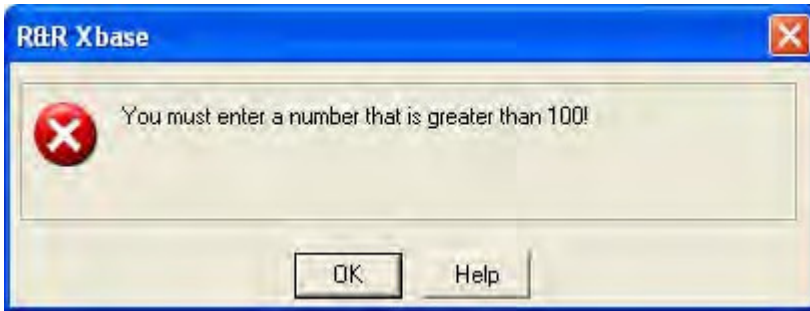 R&R Xbase
You must enter a number that is greater than 100!
OK
Help